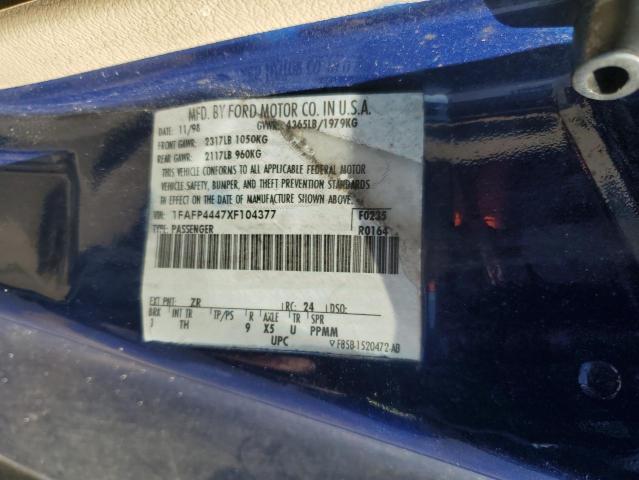 MFD. BY FORD MOTOR CO. IN U.S.A.
DATE: 11/98 GVWR: 4365LB/1979KG
FRONT GAWR: 2317LB 1050KG
REAR GAWR: 2117LB 960KG
THIS VEHICLE CONFORMS TO ALL APPLICABLE FEDERAL MOTOR
VEHICLE SAFETY, BUMPER, AND THEFT PREVENTION STANDARDS
IN EFFECT ON THE DATE OF MANUFACTURE SHOWN ABOVE.
VIN: 1FAFP4447XF104377 F0235
TYPE: PASSENGER R0164
EXT PNT: ZR RC: 24 DSO:
BRK INT TR TP/PS R AXLE TR SPR
1 TH 9 X5 U PPMM
UPC F85B-1520472-AB